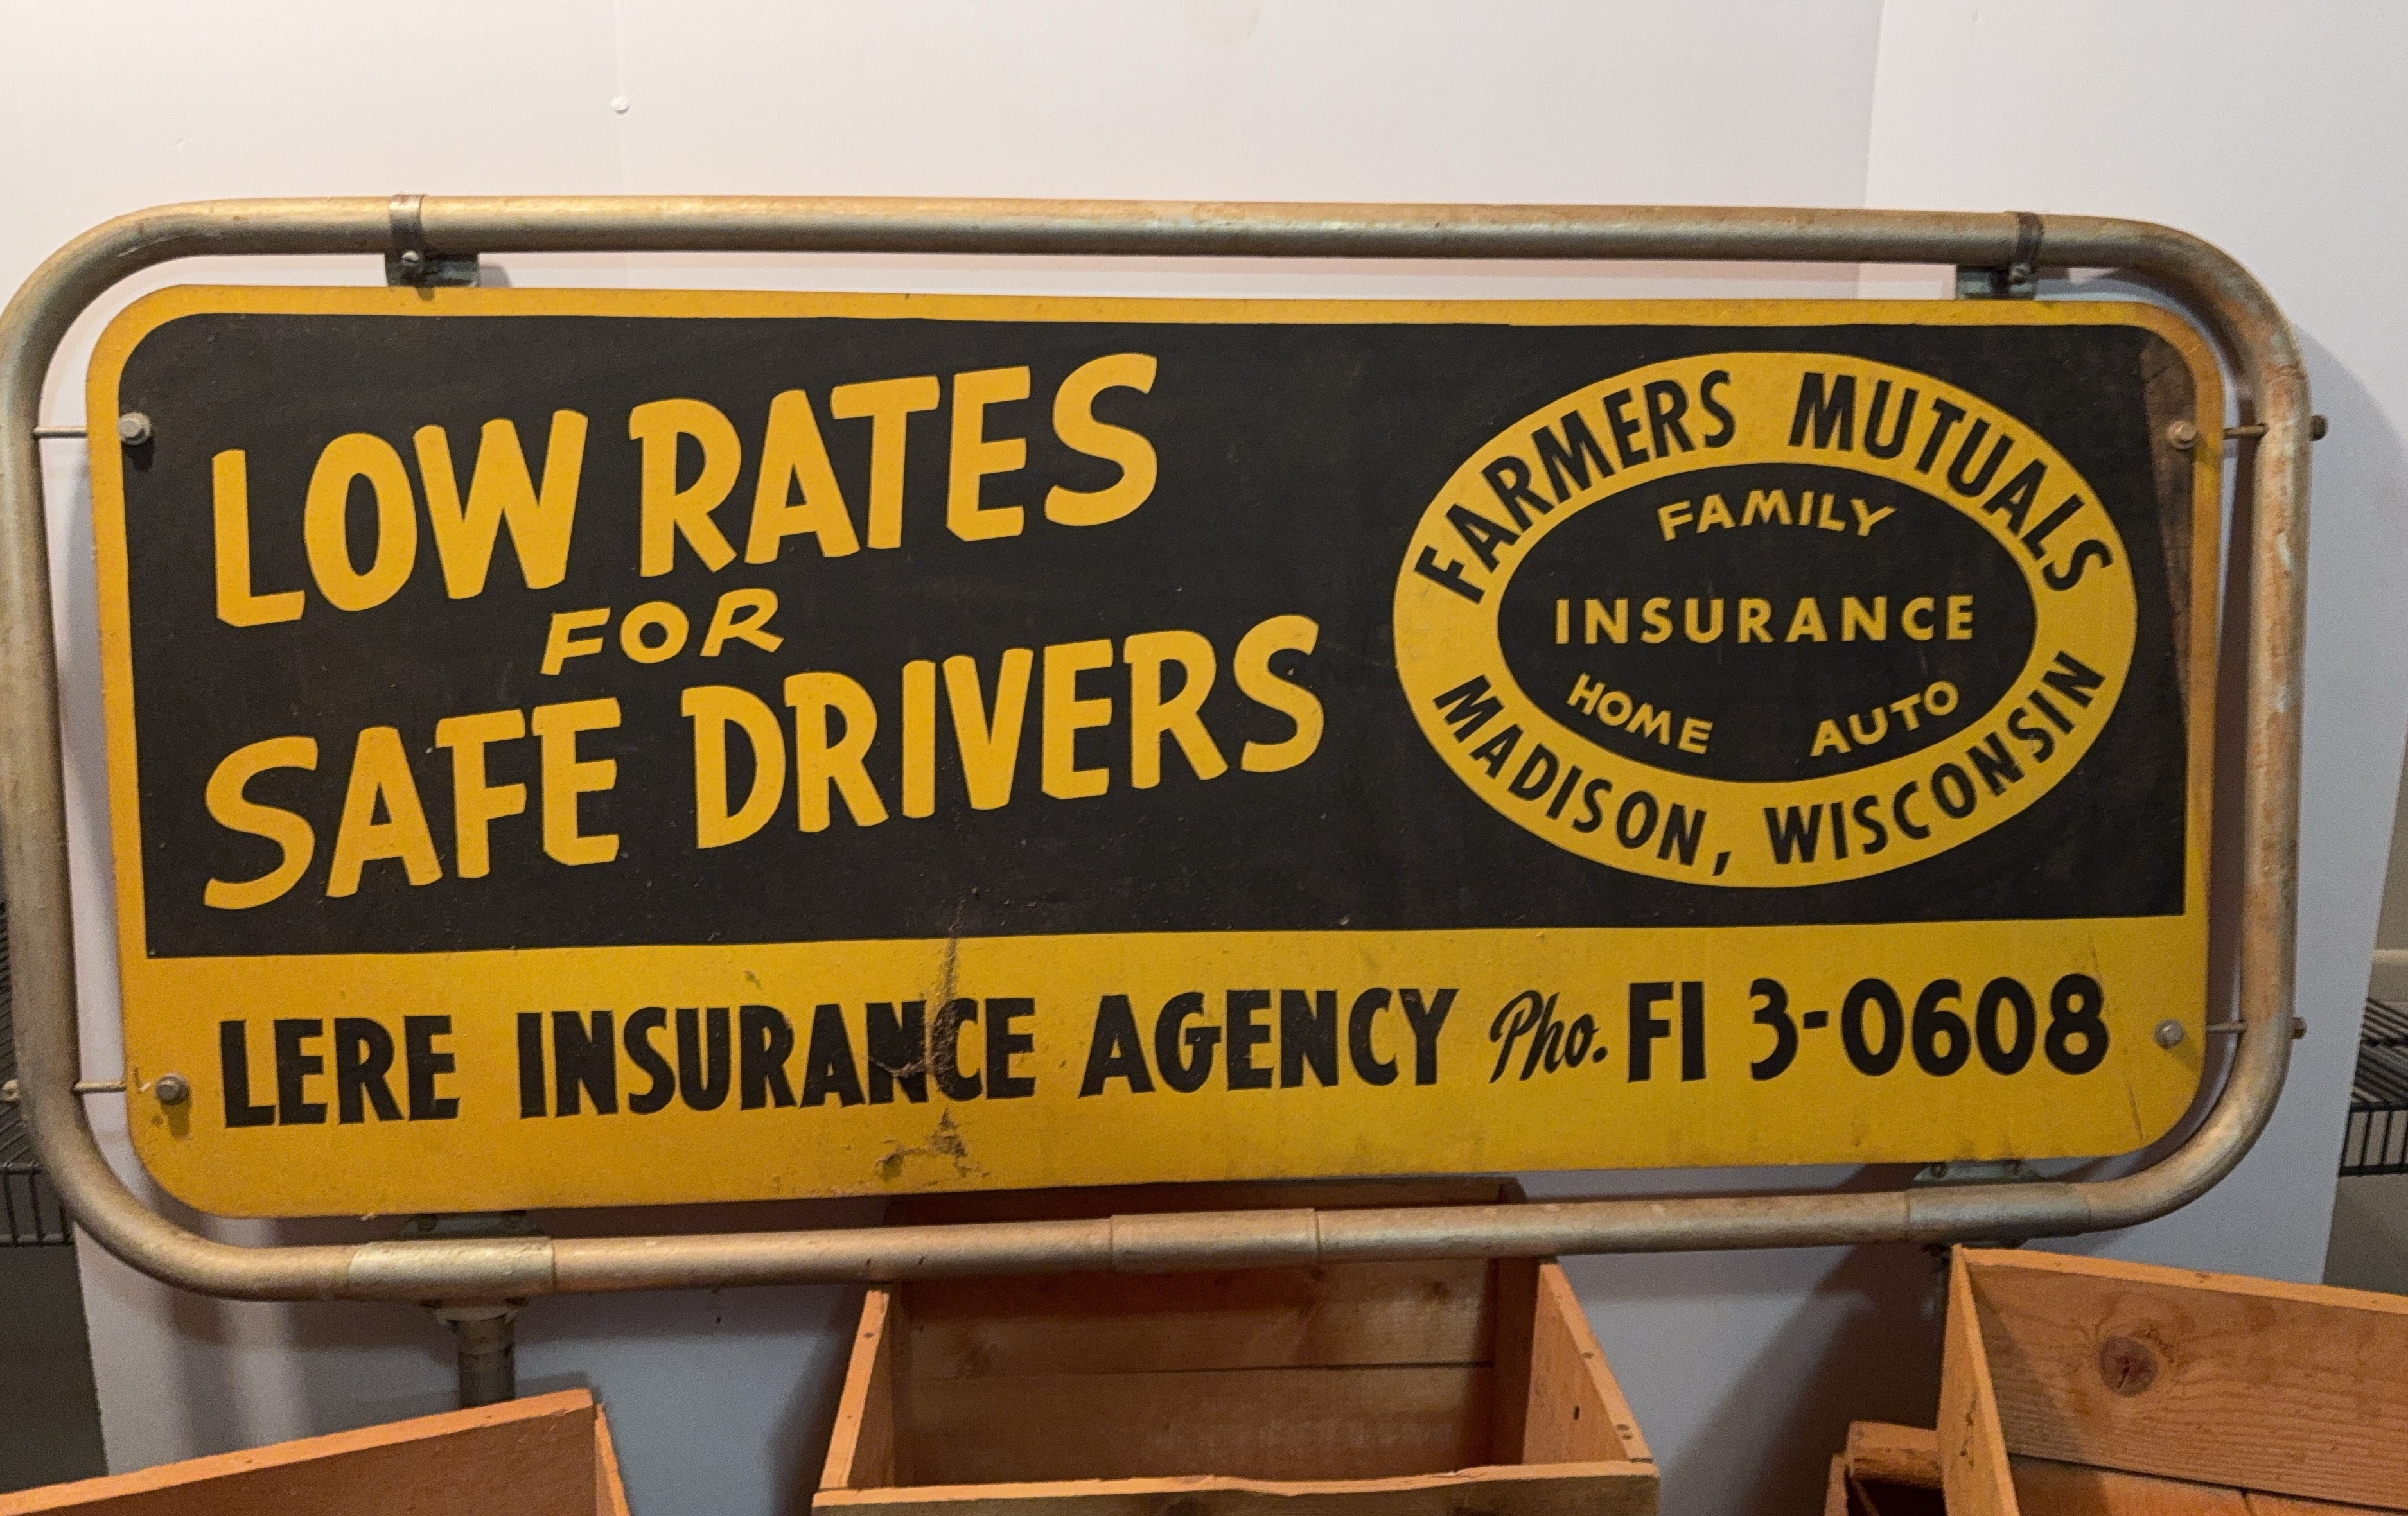 LOW RATES
FOR
SAFE DRIVERS
FARMERS MUTUALS
FAMILY
INSURANCE
HOME AUTO
MADISON, WISCONSIN
LERE INSURANCE AGENCY Pho. FI 3-0608